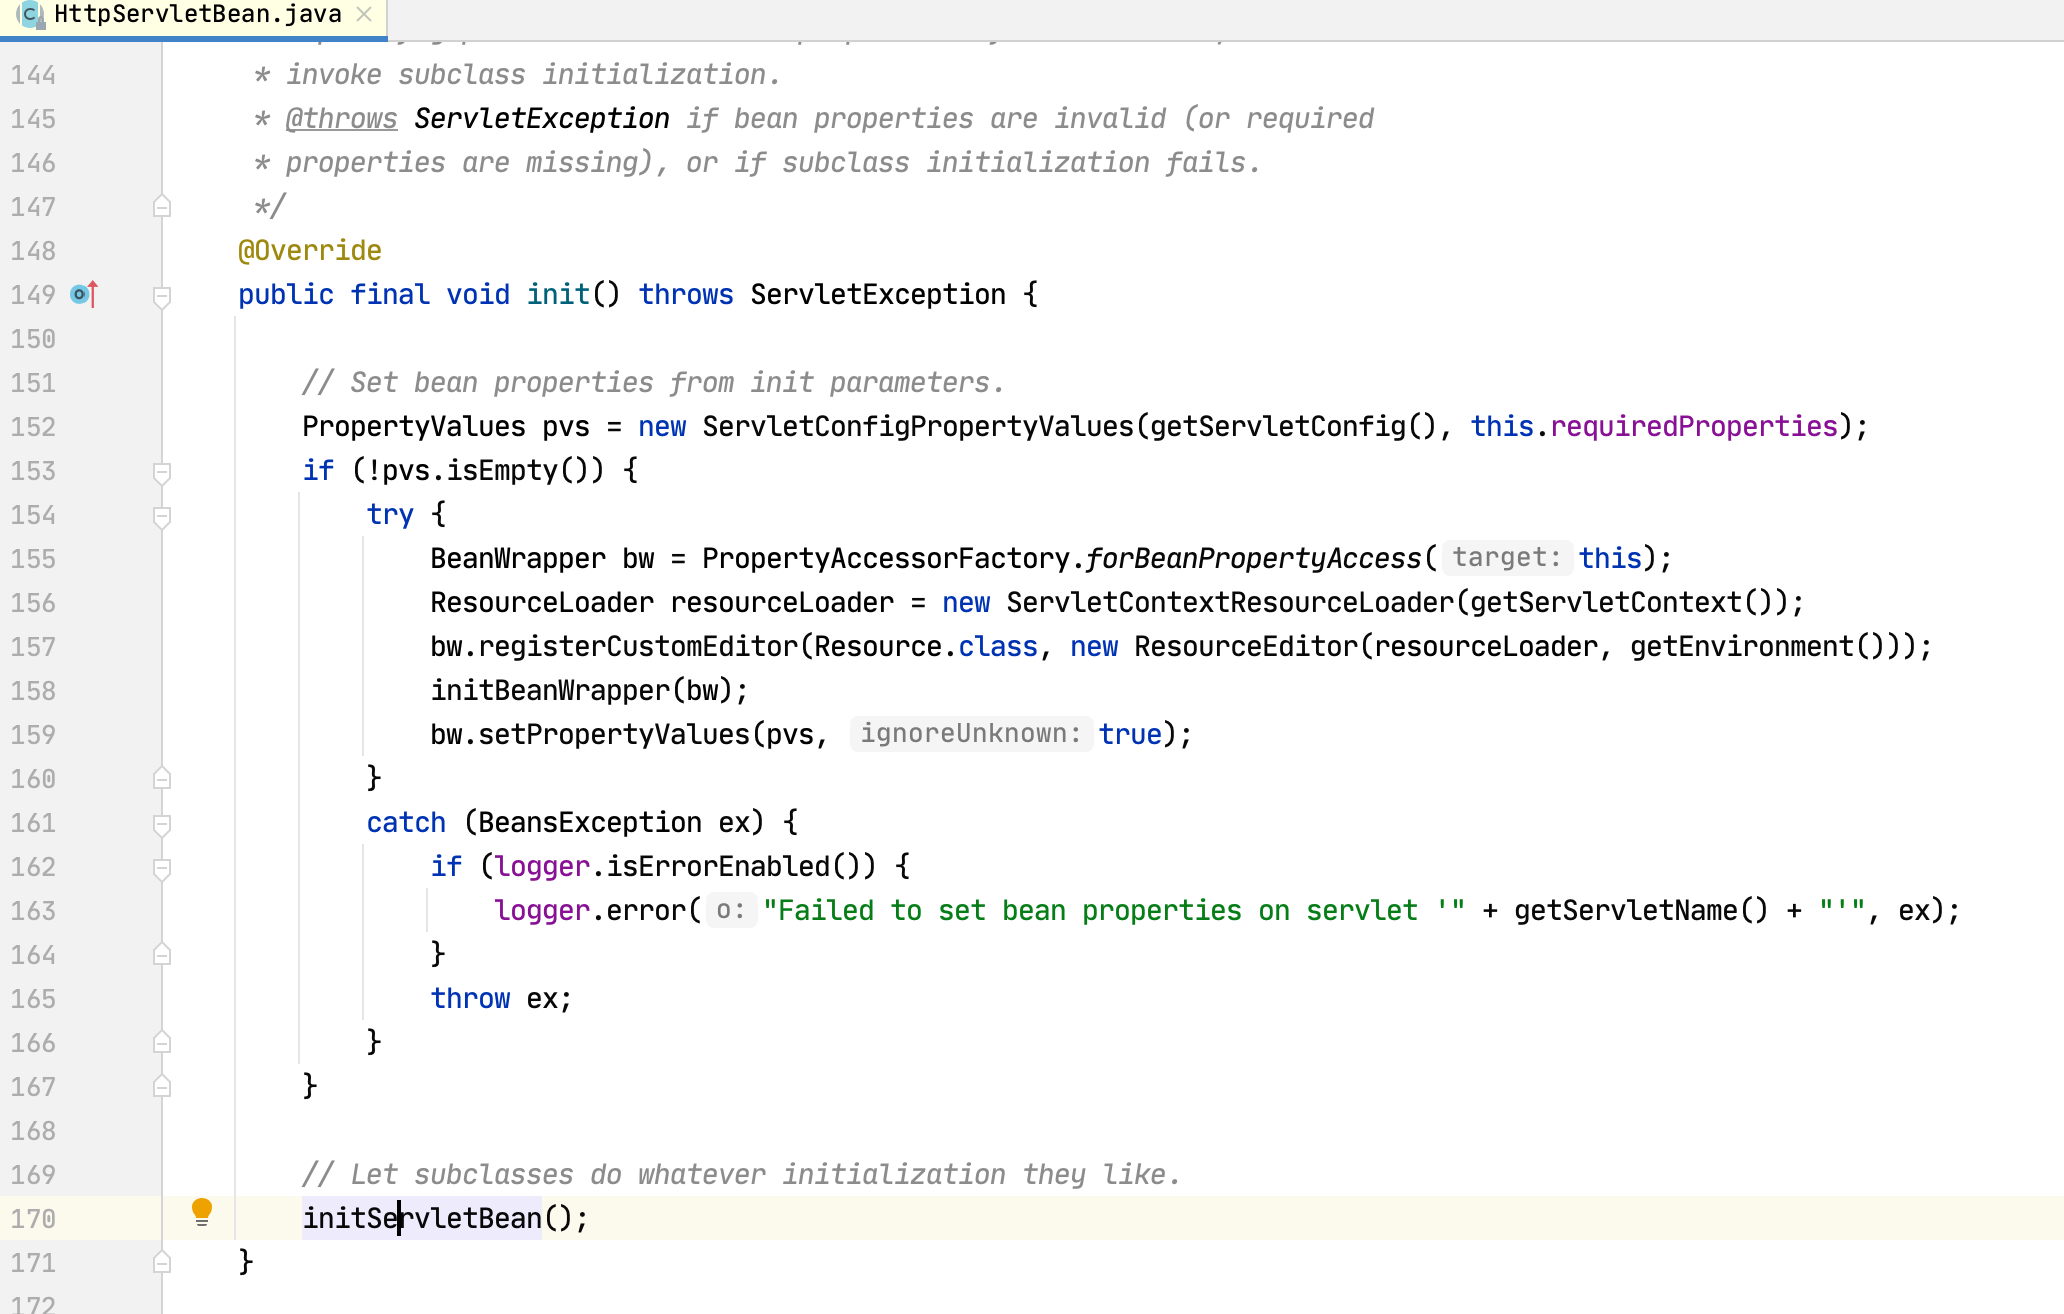 HttpServletBean.java
144 * invoke subclass initialization.
145 * @throws ServletException if bean properties are invalid (or required
146 * properties are missing), or if subclass initialization fails.
147 */
148 @Override
149 public final void init() throws ServletException {
150
151 // Set bean properties from init parameters.
152 PropertyValues pvs = new ServletConfigPropertyValues(getServletConfig(), this.requiredProperties);
153 if (!pvs.isEmpty()) {
154 try {
155 BeanWrapper bw = PropertyAccessorFactory.forBeanPropertyAccess( target: this);
156 ResourceLoader resourceLoader = new ServletContextResourceLoader(getServletContext());
157 bw.registerCustomEditor(Resource.class, new ResourceEditor(resourceLoader, getEnvironment()));
158 initBeanWrapper(bw);
159 bw.setPropertyValues(pvs, ignoreUnknown: true);
160 }
161 catch (BeansException ex) {
162 if (logger.isErrorEnabled()) {
163 logger.error( o: "Failed to set bean properties on servlet '" + getServletName() + "'", ex);
164 }
165 throw ex;
166 }
167 }
168
169 // Let subclasses do whatever initialization they like.
170 initServletBean();
171 }
172